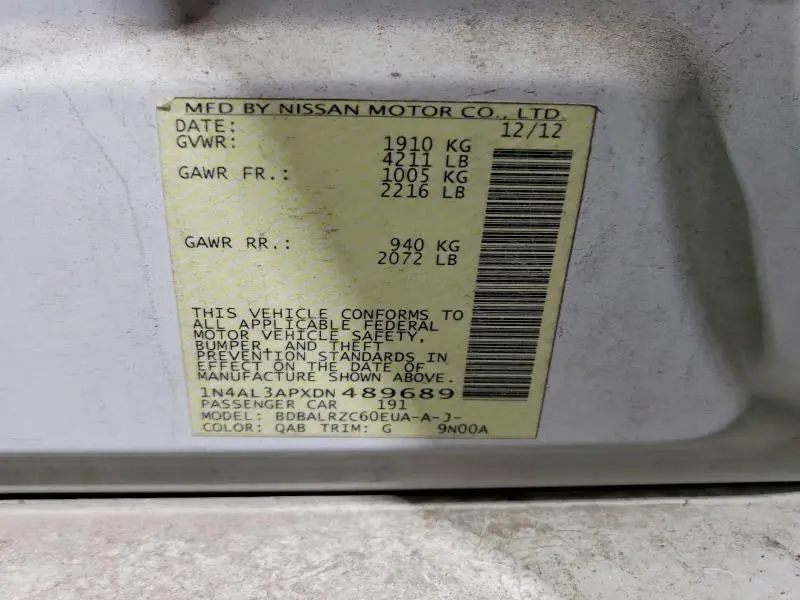 MFD BY NISSAN MOTOR CO., LTD.
DATE: 12/12
GVWR: 1910 KG
4211 LB
GAWR FR.: 1005 KG
2216 LB
GAWR RR.: 940 KG
2072 LB
THIS VEHICLE CONFORMS TO
ALL APPLICABLE FEDERAL
MOTOR VEHICLE SAFETY,
BUMPER, AND THEFT
PREVENTION STANDARDS IN
EFFECT ON THE DATE OF
MANUFACTURE SHOWN ABOVE.
1N4AL3APXDN 489689
PASSENGER CAR 191
MODEL: BDBALRZC60EUA-A-J-
COLOR: QAB TRIM: G 9N00A